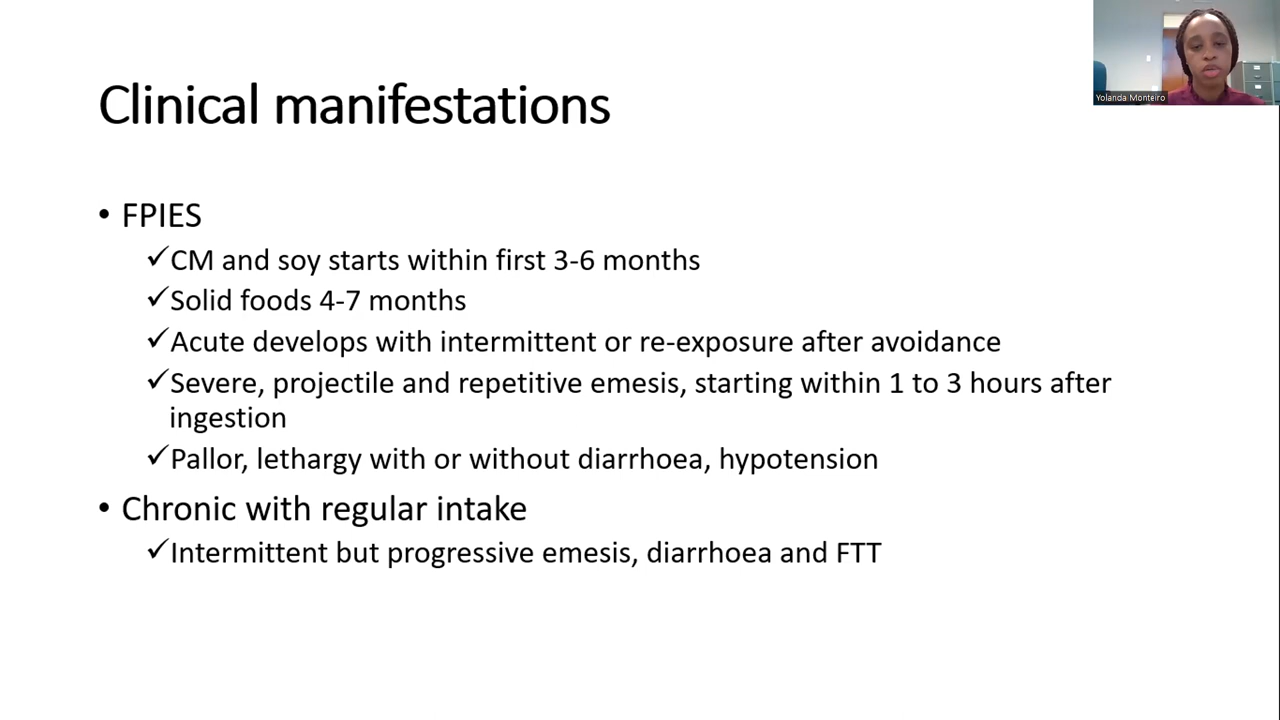 Yolanda Monteiro
Clinical manifestations
• FPIES
✓CM and soy starts within first 3-6 months
✓Solid foods 4-7 months
✓Acute develops with intermittent or re-exposure after avoidance
✓Severe, projectile and repetitive emesis, starting within 1 to 3 hours after
ingestion
✓Pallor, lethargy with or without diarrhoea, hypotension
• Chronic with regular intake
✓Intermittent but progressive emesis, diarrhoea and FTT